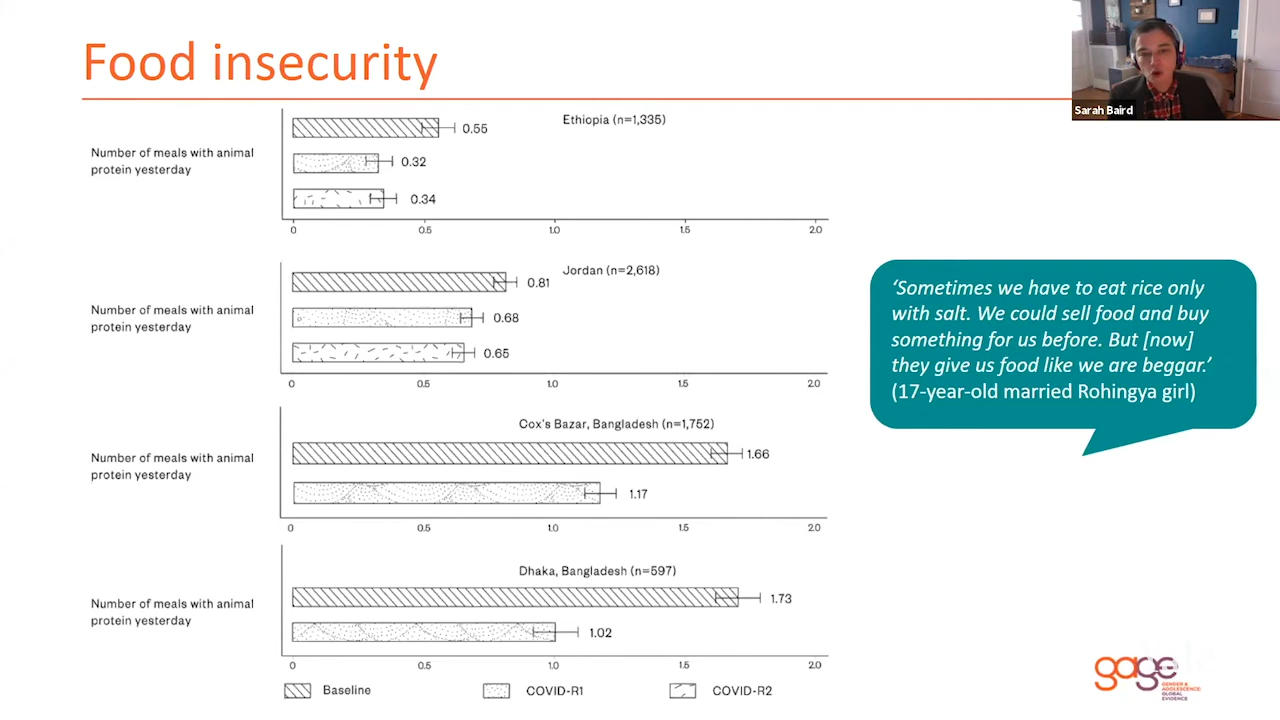 Food insecurity
Sarah Baird
Ethiopia (n=1,335)
Number of meals with animal
protein yesterday
0.55
0.32
0.34
0 0.5 1.0 1.5 2.0
Jordan (n=2,618)
Number of meals with animal
protein yesterday
0.81
0.68
0.65
0 0.5 1.0 1.5 2.0
Cox's Bazar, Bangladesh (n=1,752)
Number of meals with animal
protein yesterday
1.66
1.17
0 0.5 1.0 1.5 2.0
Dhaka, Bangladesh (n=597)
Number of meals with animal
protein yesterday
1.73
1.02
0 0.5 1.0 1.5 2.0
Baseline COVID-R1 COVID-R2
‘Sometimes we have to eat rice only
with salt. We could sell food and buy
something for us before. But [now]
they give us food like we are beggar.’
(17-year-old married Rohingya girl)
gage
GENDER &
ADOLESCENCE:
GLOBAL
EVIDENCE